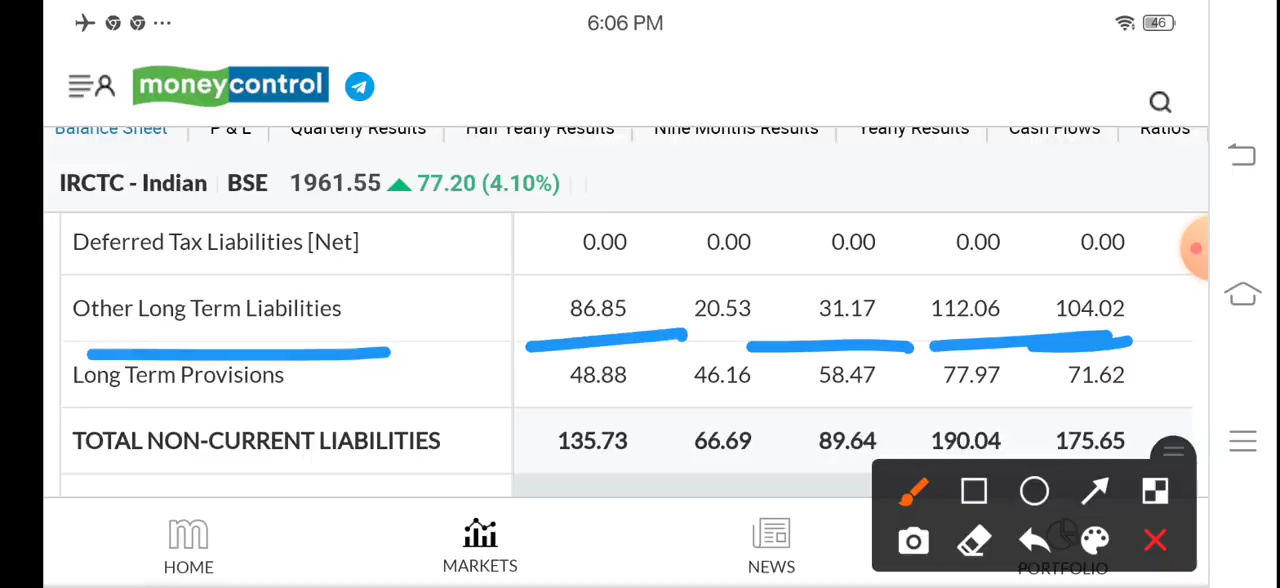 6:06 PM
46
moneycontrol
Balance Sheet P & L Quarterly Results Half Yearly Results Nine Months Results Yearly Results Cash Flows Ratios
IRCTC - Indian BSE 1961.55 77.20 (4.10%)
Deferred Tax Liabilities [Net] 0.00 0.00 0.00 0.00 0.00
Other Long Term Liabilities 86.85 20.53 31.17 112.06 104.02
Long Term Provisions 48.88 46.16 58.47 77.97 71.62
TOTAL NON-CURRENT LIABILITIES 135.73 66.69 89.64 190.04 175.65
m
HOME MARKETS NEWS PORTFOLIO